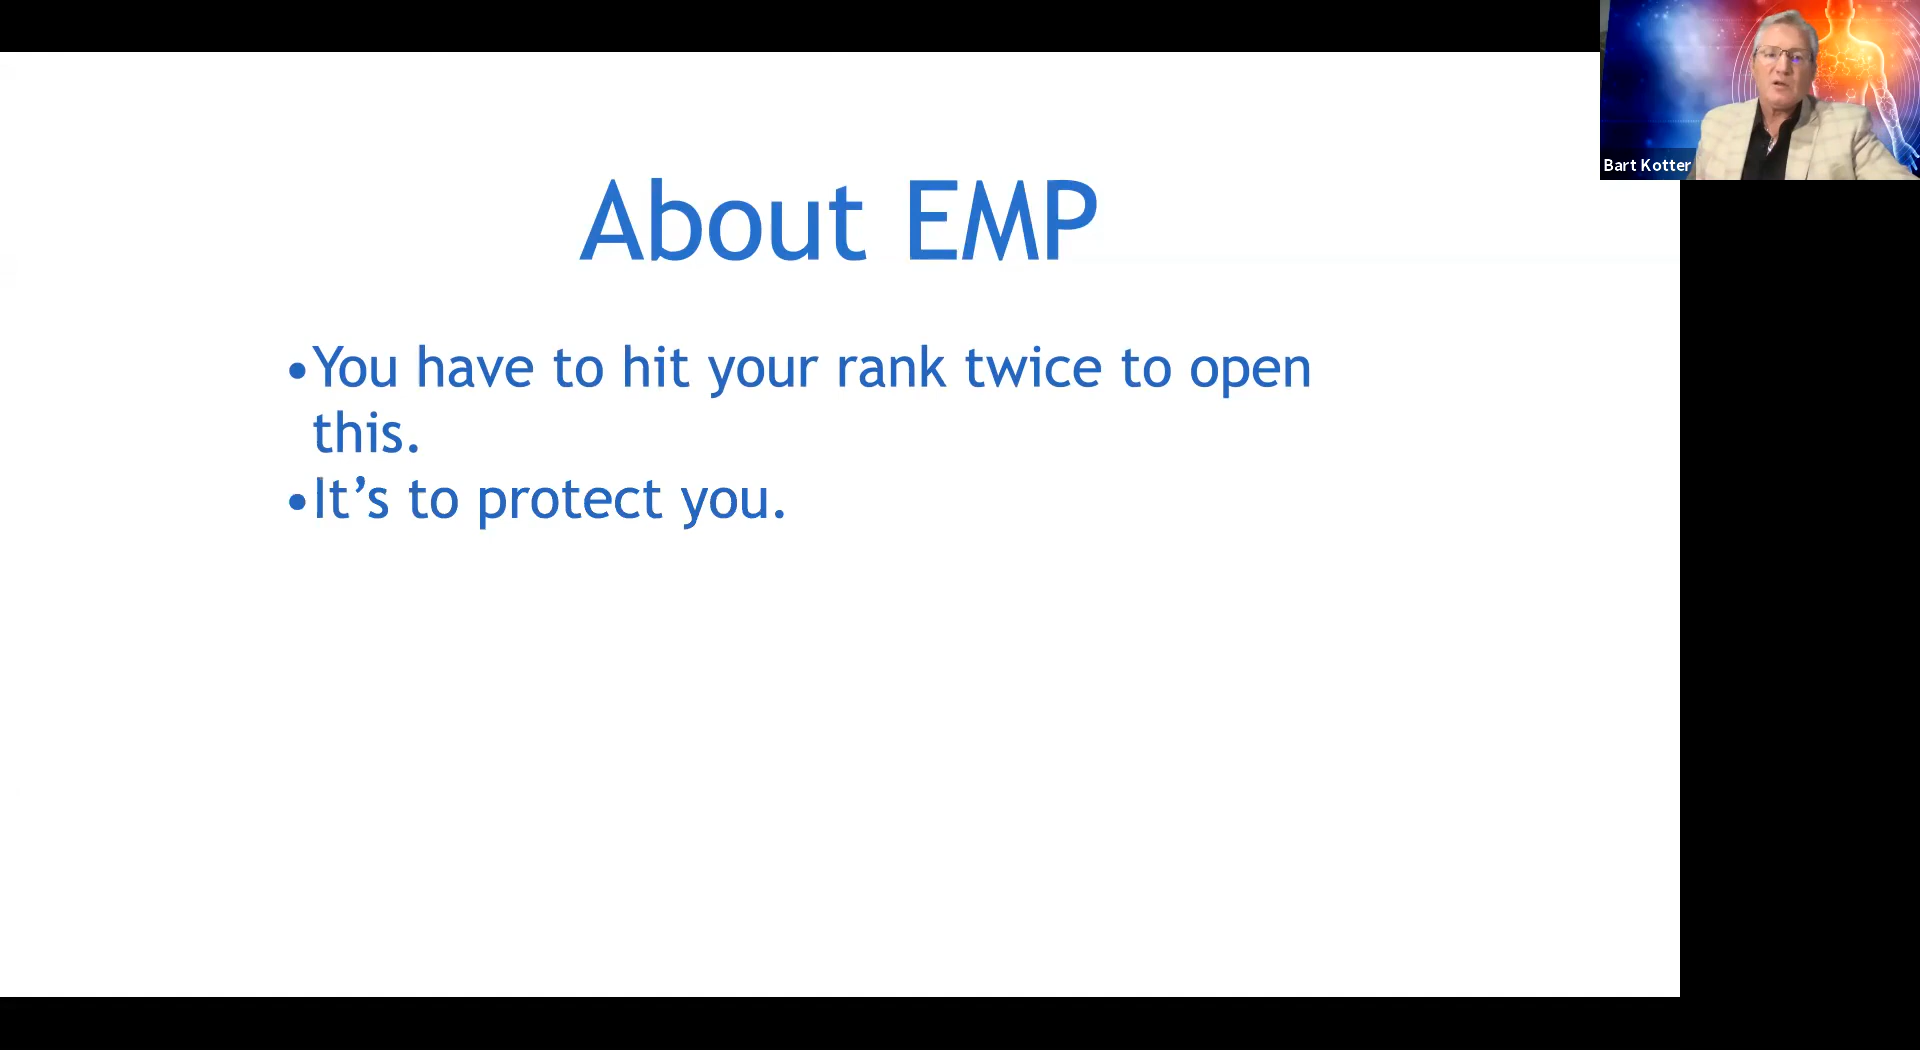 About EMP
•You have to hit your rank twice to open
this.
•It’s to protect you.
Bart Kotter